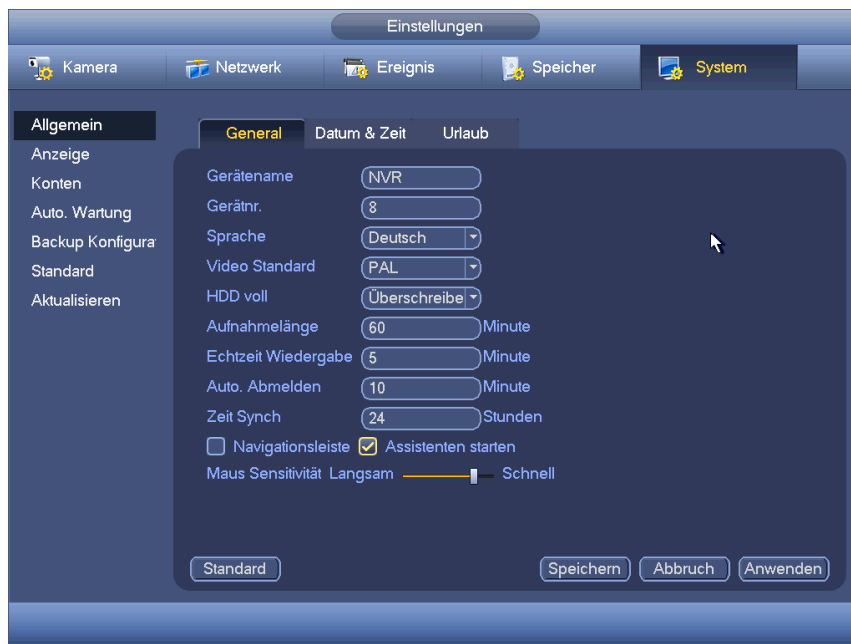 Einstellungen
Kamera Netzwerk Ereignis Speicher System
Allgemein
Anzeige
Konten
Auto. Wartung
Backup Konfigura
Standard
Aktualisieren
General Datum & Zeit Urlaub
Gerätename NVR
Gerätnr. 8
Sprache Deutsch
Video Standard PAL
HDD voll Überschreibe
Aufnahmelänge 60 Minute
Echtzeit Wiedergabe 5 Minute
Auto. Abmelden 10 Minute
Zeit Synch 24 Stunden
Navigationsleiste Assistenten starten
Maus Sensitivität Langsam Schnell
Standard Speichern Abbruch Anwenden